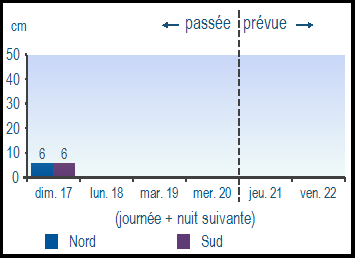 passée prévue
cm
50
40
30
20
10
0
6 6
dim. 17 lun. 18 mar. 19 mer. 20 jeu. 21 ven. 22
(journée + nuit suivante)
Nord Sud